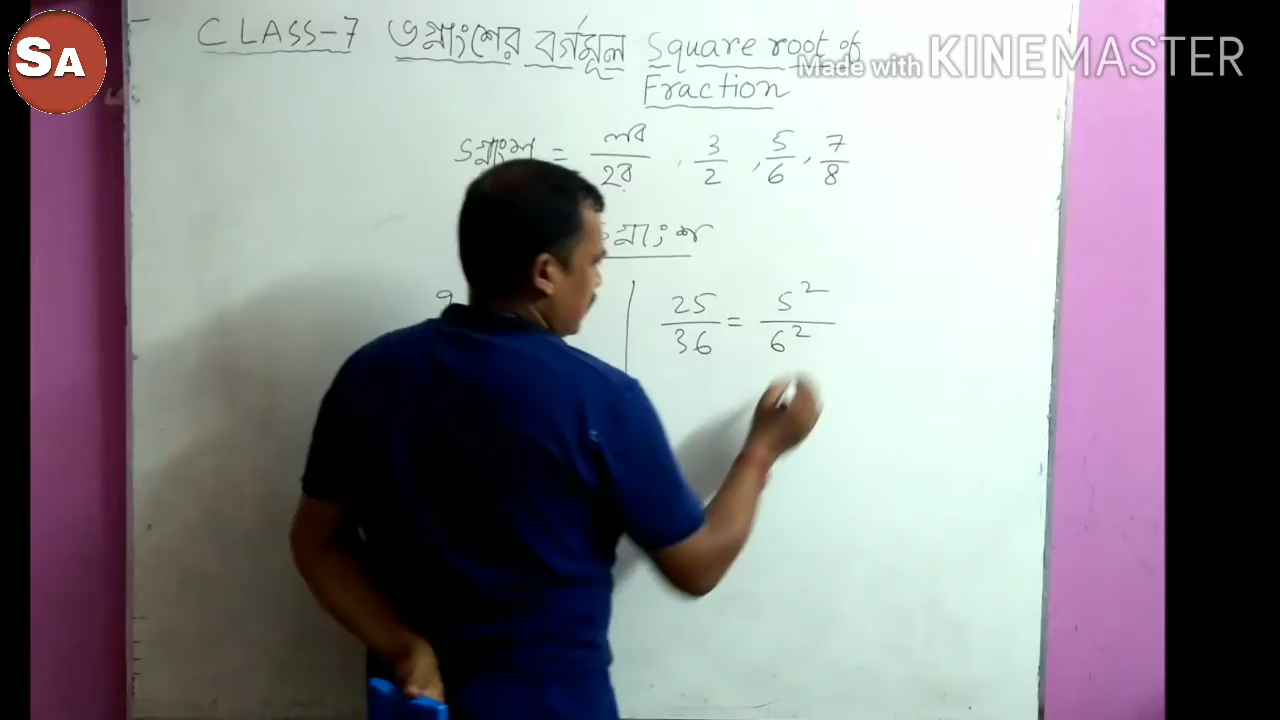 SA
CLASS-7 ভগ্নাংশের বর্গমূল Square root of
Fraction
Made with KINEMASTER
ভগ্নাংশ = লব/হর , 3/2 , 5/6 , 7/8
ভগ্নাংশ
25/36 = 5²/6²